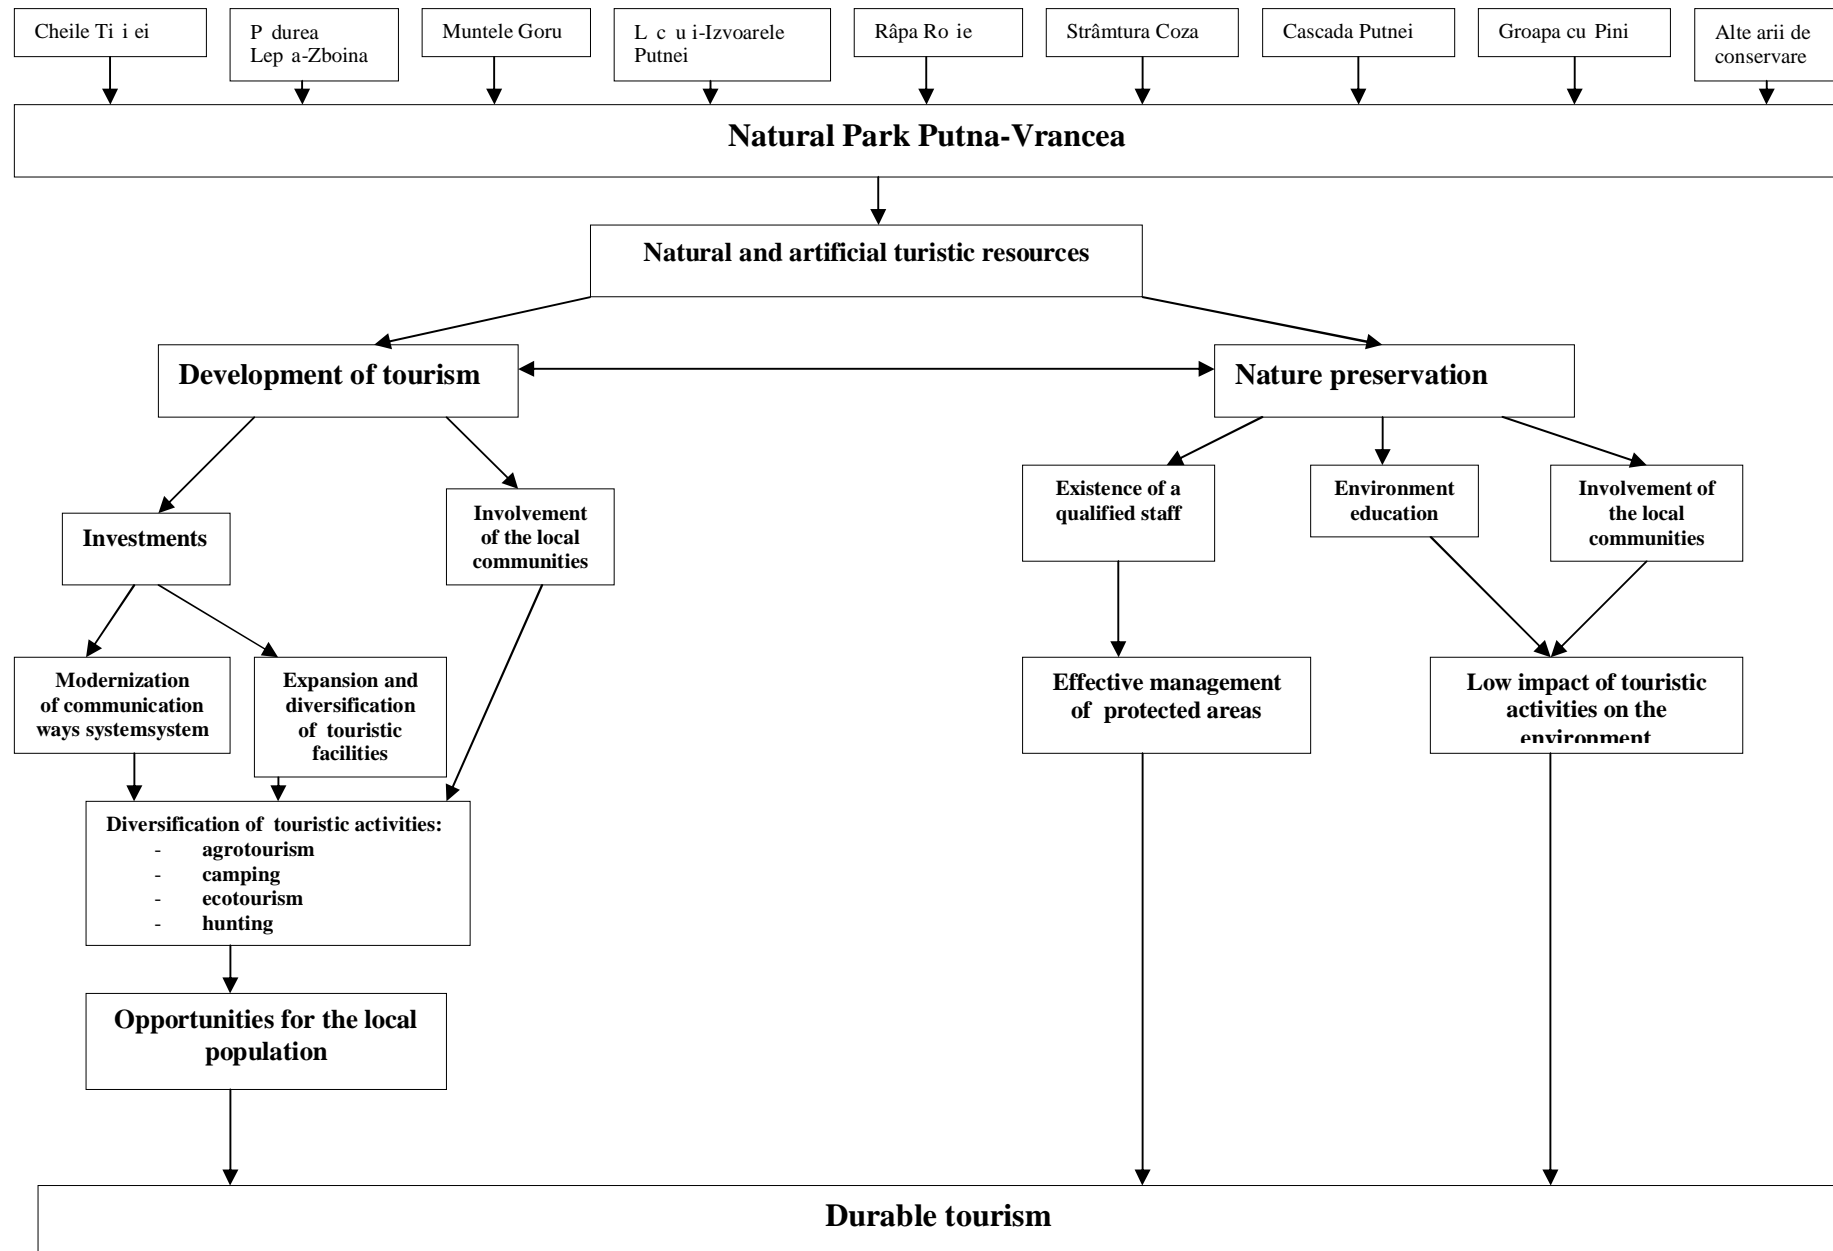 Cheile Ti i ei
P durea
Lep a-Zboina
Muntele Goru
L c u i-Izvoarele
Putnei
Râpa Ro ie
Strâmtura Coza
Cascada Putnei
Groapa cu Pini
Alte arii de
conservare
Natural Park Putna-Vrancea
Natural and artificial turistic resources
Development of tourism
Nature preservation
Investments
Involvement
of the local
communities
Existence of a
qualified staff
Environment
education
Involvement of
the local
communities
Modernization
of communication
ways systemsystem
Expansion and
diversification
of touristic
facilities
Effective management
of protected areas
Low impact of touristic
activities on the
environment
Diversification of touristic activities:
- agrotourism
- camping
- ecotourism
- hunting
Opportunities for the local
population
Durable tourism